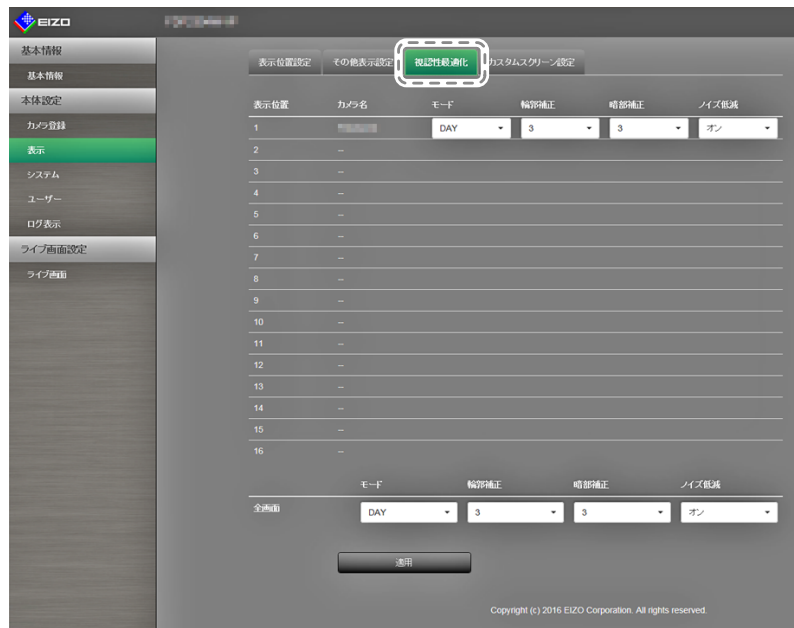 EIZO
基本情報
基本情報
本体設定
カメラ登録
表示
システム
ユーザー
ログ表示
ライブ画面設定
ライブ画面
表示位置設定 その他表示設定 視認性最適化 カスタムスクリーン設定
表示位置 カメラ名 モード 輪郭補正 暗部補正 ノイズ低減
1 DAY 3 3 オン
2 --
3 --
4 --
5 --
6 --
7 --
8 --
9 --
10 --
11 --
12 --
13 --
14 --
15 --
16 --
モード 輪郭補正 暗部補正 ノイズ低減
全画面 DAY 3 3 オン
適用
Copyright (c) 2016 EIZO Corporation. All rights reserved.